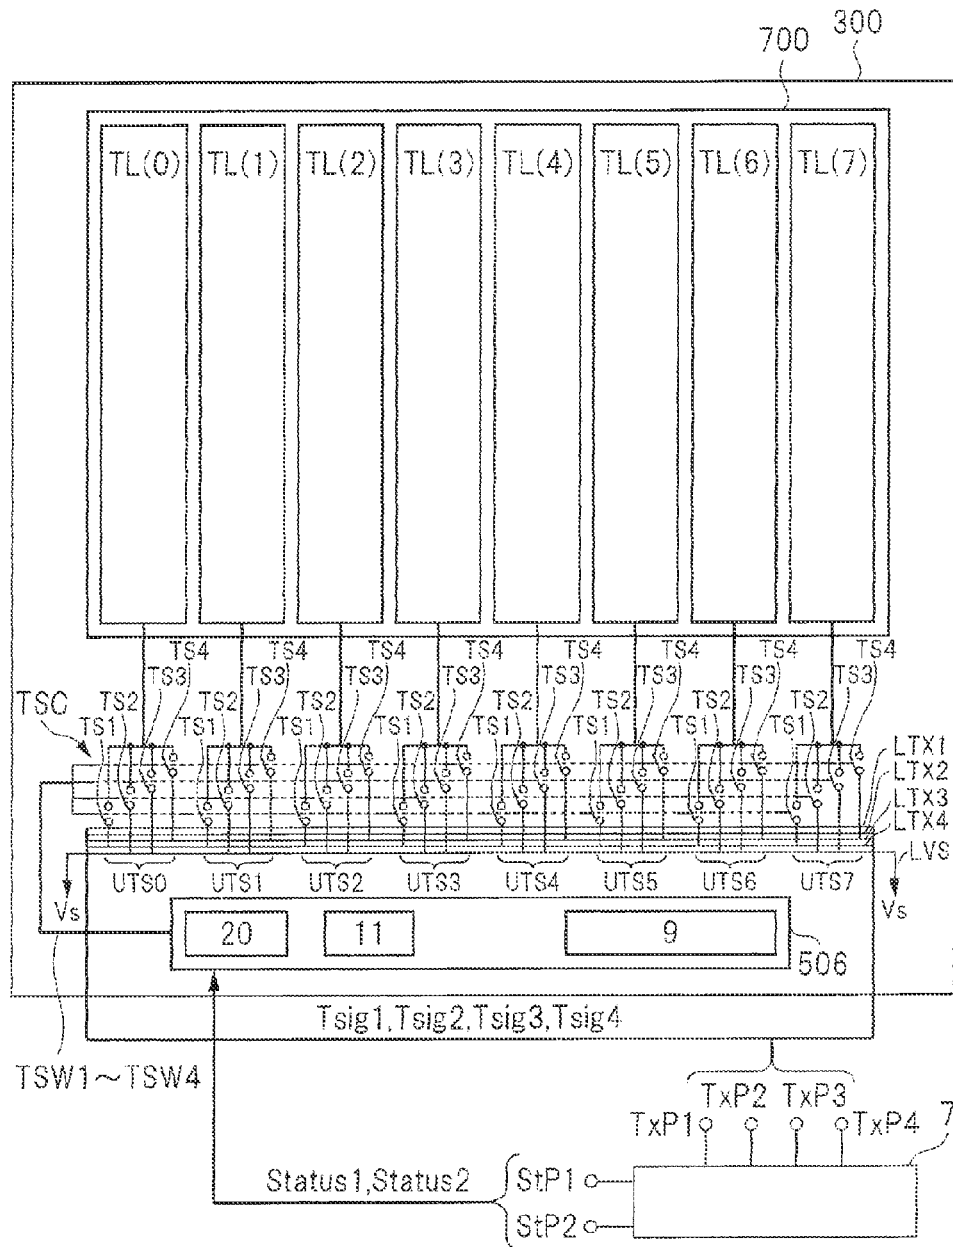 300
700
TL(0) TL(1) TL(2) TL(3) TL(4) TL(5) TL(6) TL(7)
TS4 TS4 TS4 TS4 TS4 TS4 TS4 TS4
TS3 TS3 TS3 TS3 TS3 TS3 TS3 TS3
TS2 TS2 TS2 TS2 TS2 TS2 TS2 TS2
TSC TS1 TS1 TS1 TS1 TS1 TS1 TS1 TS1
LTX1
LTX2
LTX3
LTX4
LVS
UTS0 UTS1 UTS2 UTS3 UTS4 UTS5 UTS6 UTS7
Vs Vs
20 11 9
506
Tsig1,Tsig2,Tsig3,Tsig4
TSW1～TSW4
TxP2 TxP3
TxP1 TxP4
7
Status1,Status2 StP1
StP2